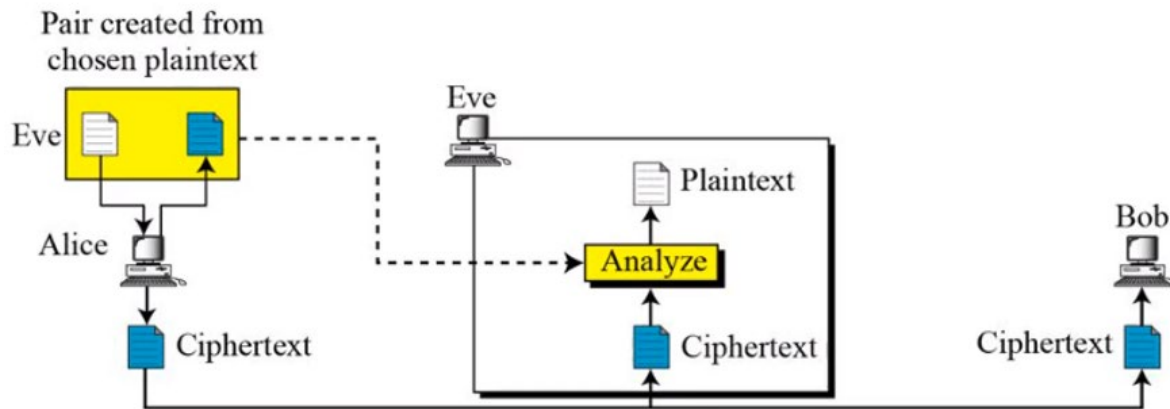 Pair created from
chosen plaintext
Eve
Eve
Plaintext
Alice
Bob
Analyze
Ciphertext
Ciphertext
Ciphertext